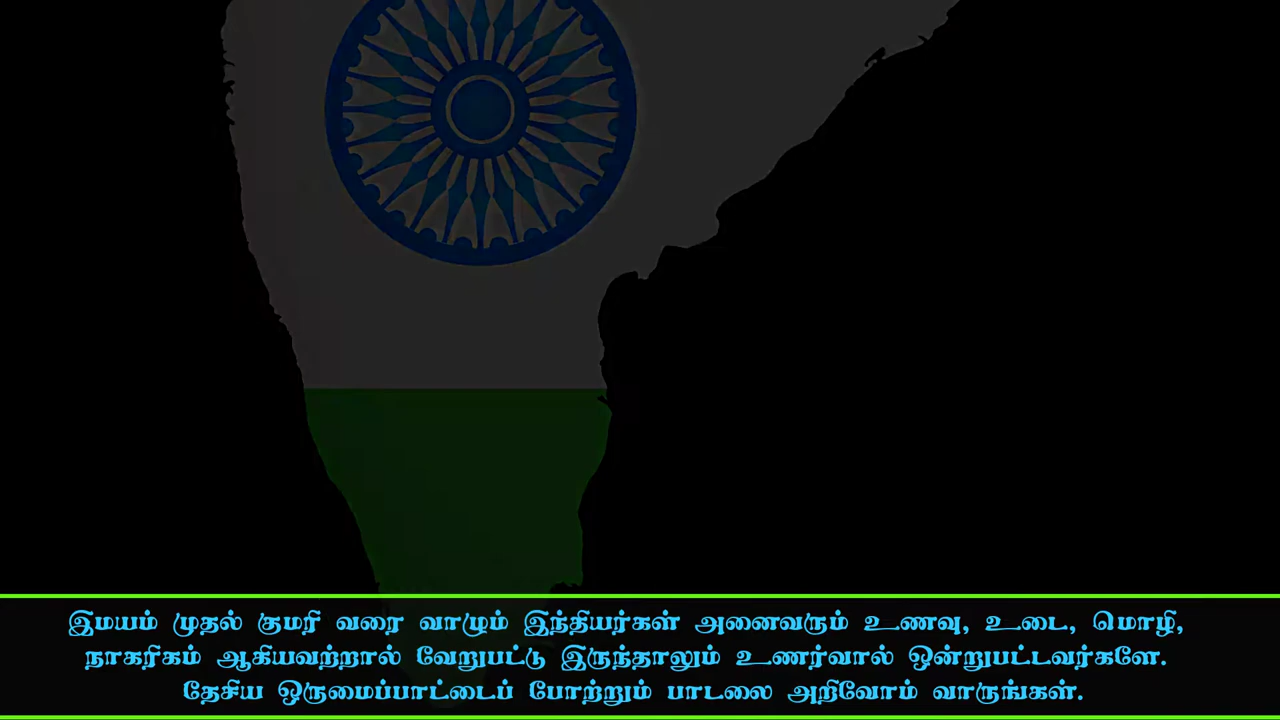 இமயம் முதல் குமரி வரை வாழும் இந்தியர்கள் அனைவரும் உணவு, உடை, மொழி,
நாகரிகம் ஆகியவற்றால் வேறுபட்டு இருந்தாலும் உணர்வால் ஒன்றுபட்டவர்களே.
தேசிய ஒருமைப்பாட்டைப் போற்றும் பாடலை அறிவோம் வாருங்கள்.